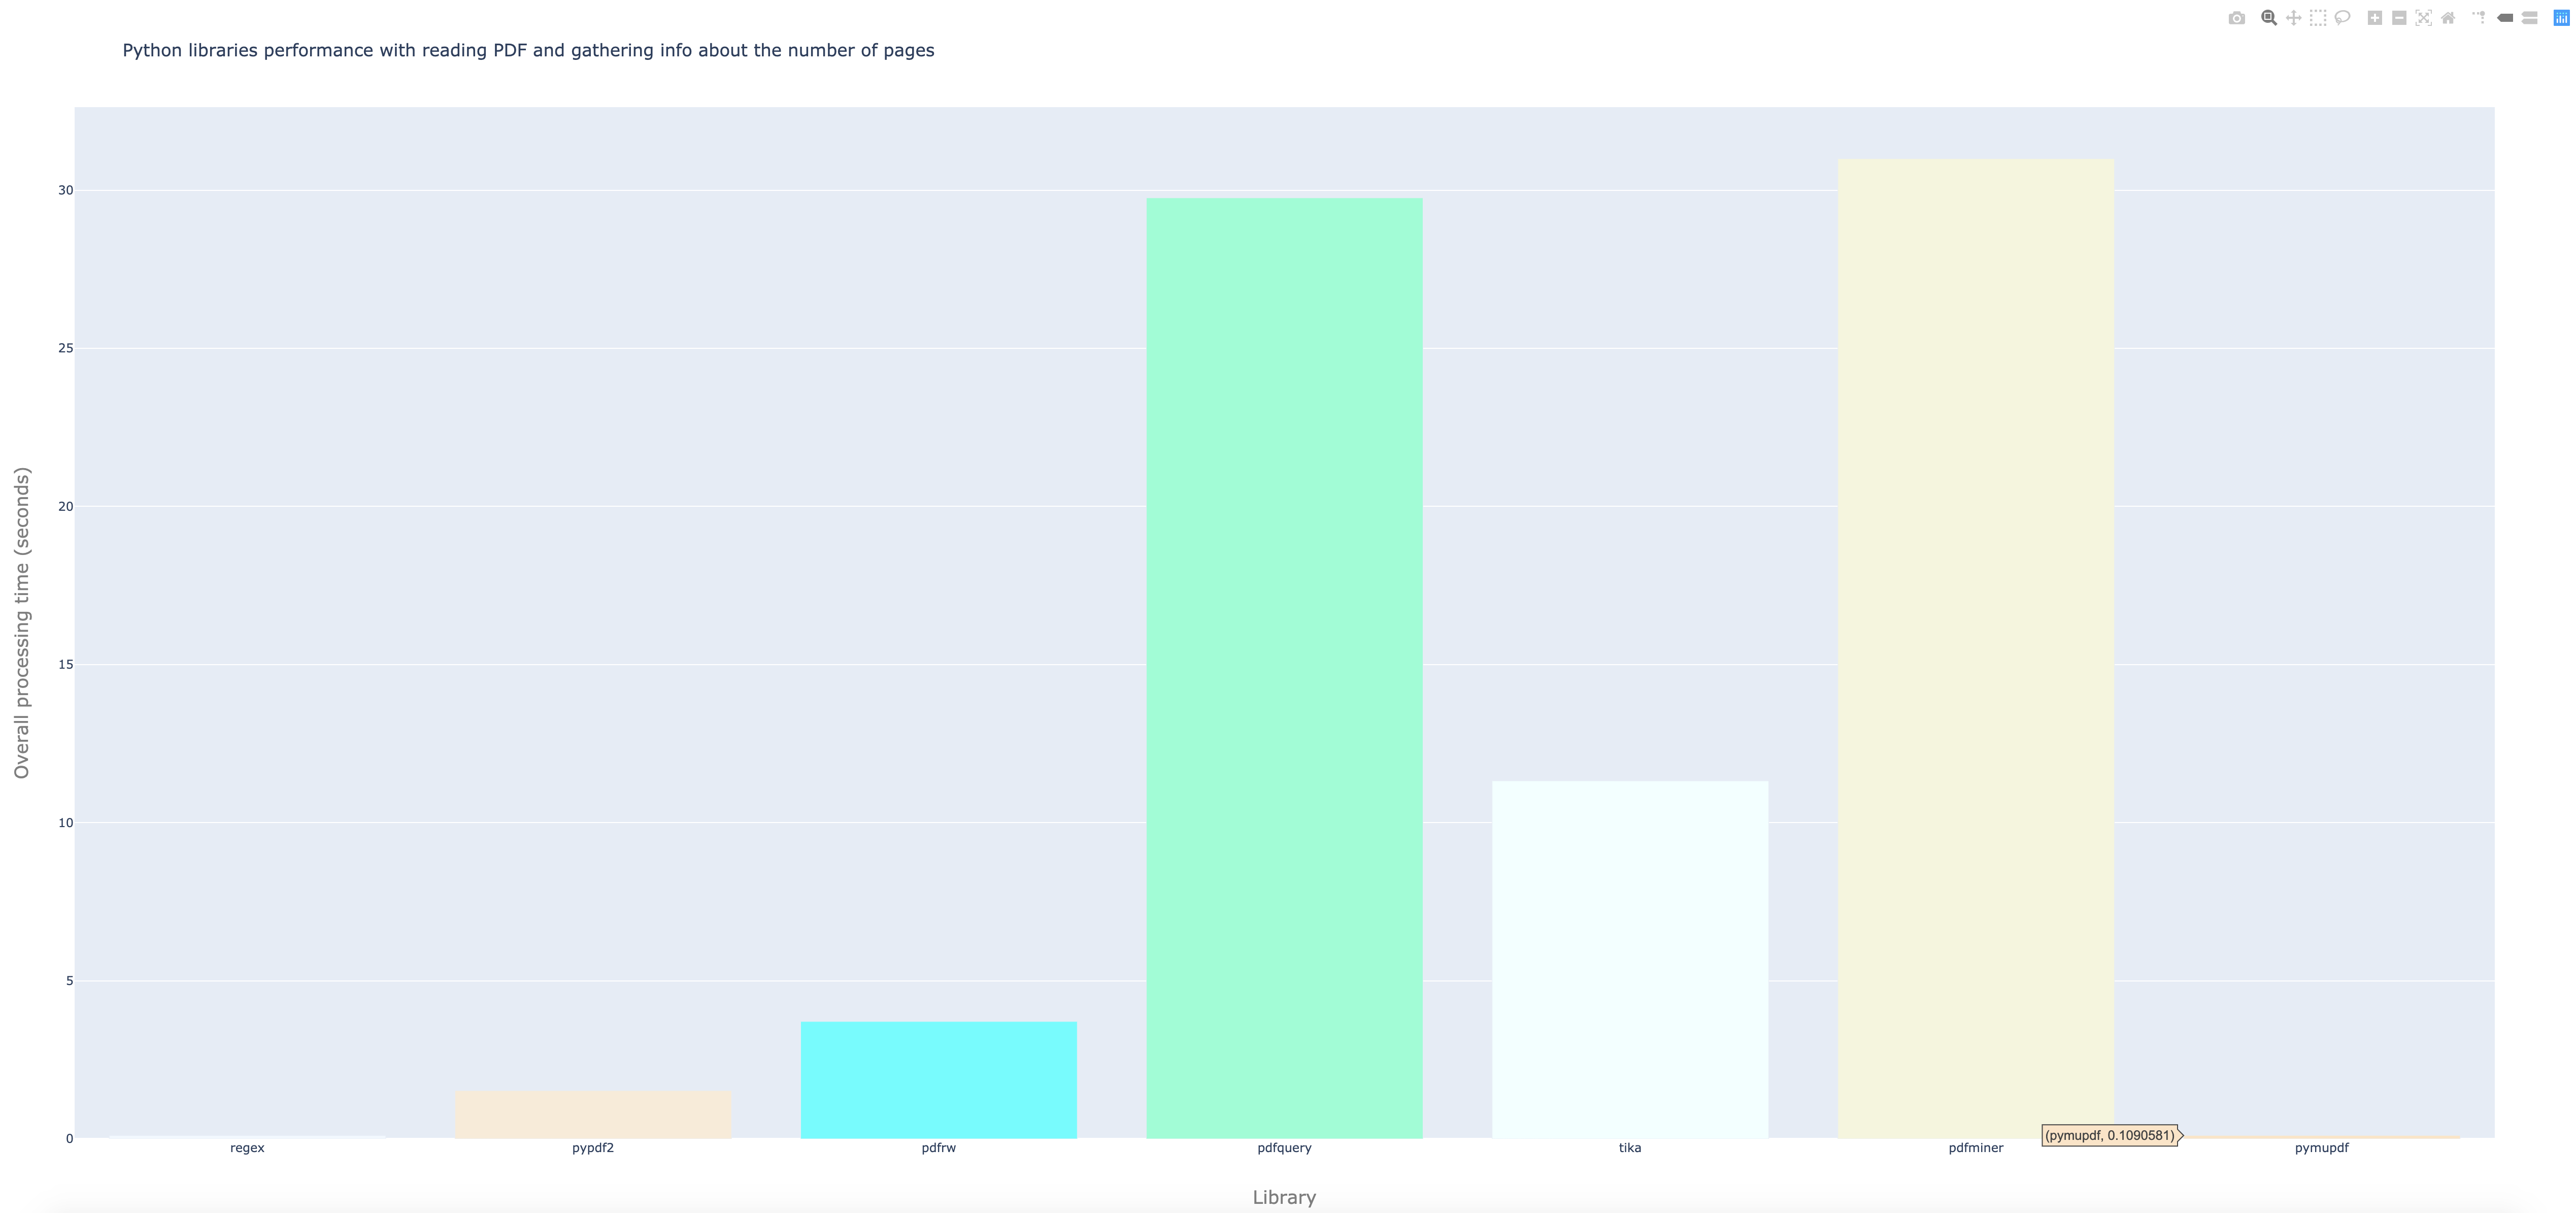 Python libraries performance with reading PDF and gathering info about the number of pages
Overall processing time (seconds)
30
25
20
15
10
5
0
(pymupdf, 0.1090581)
regex
pypdf2
pdfrw
pdfquery
tika
pdfminer
pymupdf
Library